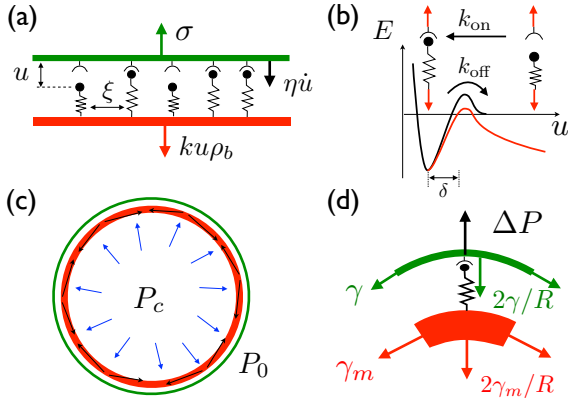 (a)
σ
u
ξ
ηu̇
kuρ_b
(b)
E
k_on
k_off
u
δ
(c)
P_c
P_0
(d)
ΔP
γ
2γ/R
γ_m
2γ_m/R